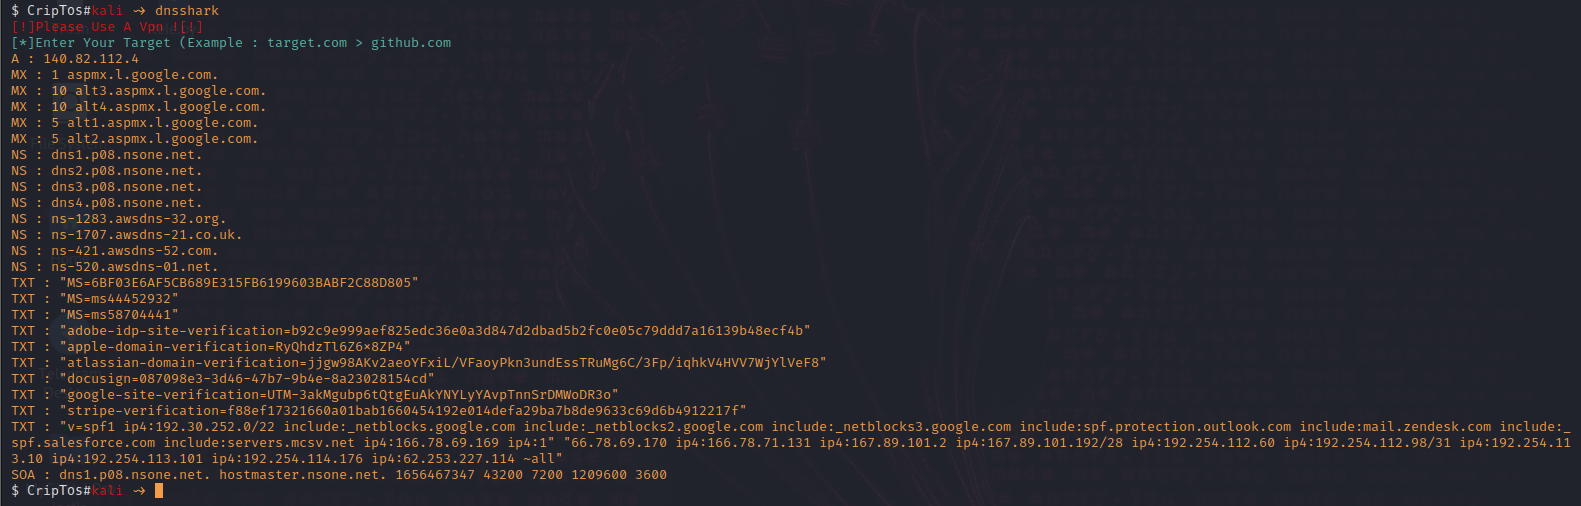 $ CripTos#kali -> dnsshark
[!]Please Use A Vpn ![!]
[*]Enter Your Target (Example : target.com > github.com
A : 140.82.112.4
MX : 1 aspmx.l.google.com.
MX : 10 alt3.aspmx.l.google.com.
MX : 10 alt4.aspmx.l.google.com.
MX : 5 alt1.aspmx.l.google.com.
MX : 5 alt2.aspmx.l.google.com.
NS : dns1.p08.nsone.net.
NS : dns2.p08.nsone.net.
NS : dns3.p08.nsone.net.
NS : dns4.p08.nsone.net.
NS : ns-1283.awsdns-32.org.
NS : ns-1707.awsdns-21.co.uk.
NS : ns-421.awsdns-52.com.
NS : ns-520.awsdns-01.net.
TXT : "MS=6BF03E6AF5CB689E315FB6199603BABF2C88D805"
TXT : "MS=ms44452932"
TXT : "MS=ms58704441"
TXT : "adobe-idp-site-verification=b92c9e999aef825edc36e0a3d847d2dbad5b2fc0e05c79ddd7a16139b48ecf4b"
TXT : "apple-domain-verification=RyQhdzTl6Z6x8ZP4"
TXT : "atlassian-domain-verification=jjgw98AKv2aeoYFxiL/VFaoyPkn3undEssTRuMg6C/3Fp/iqhkV4HVV7WjYlVeF8"
TXT : "docusign=087098e3-3d46-47b7-9b4e-8a23028154cd"
TXT : "google-site-verification=UTM-3akMgubp6tQtgEuAkYNYLyYAvpTnnSrDMWoDR3o"
TXT : "stripe-verification=f88ef17321660a01bab1660454192e014defa29ba7b8de9633c69d6b4912217f"
TXT : "v=spf1 ip4:192.30.252.0/22 include:_netblocks.google.com include:_netblocks2.google.com include:_netblocks3.google.com include:spf.protection.outlook.com include:mail.zendesk.com include:_
spf.salesforce.com include:servers.mcsv.net ip4:166.78.69.169 ip4:1" "66.78.69.170 ip4:166.78.71.131 ip4:167.89.101.2 ip4:167.89.101.192/28 ip4:192.254.112.60 ip4:192.254.112.98/31 ip4:192.254.11
3.10 ip4:192.254.113.101 ip4:192.254.114.176 ip4:62.253.227.114 ~all"
SOA : dns1.p08.nsone.net. hostmaster.nsone.net. 1656467347 43200 7200 1209600 3600
$ CripTos#kali ->